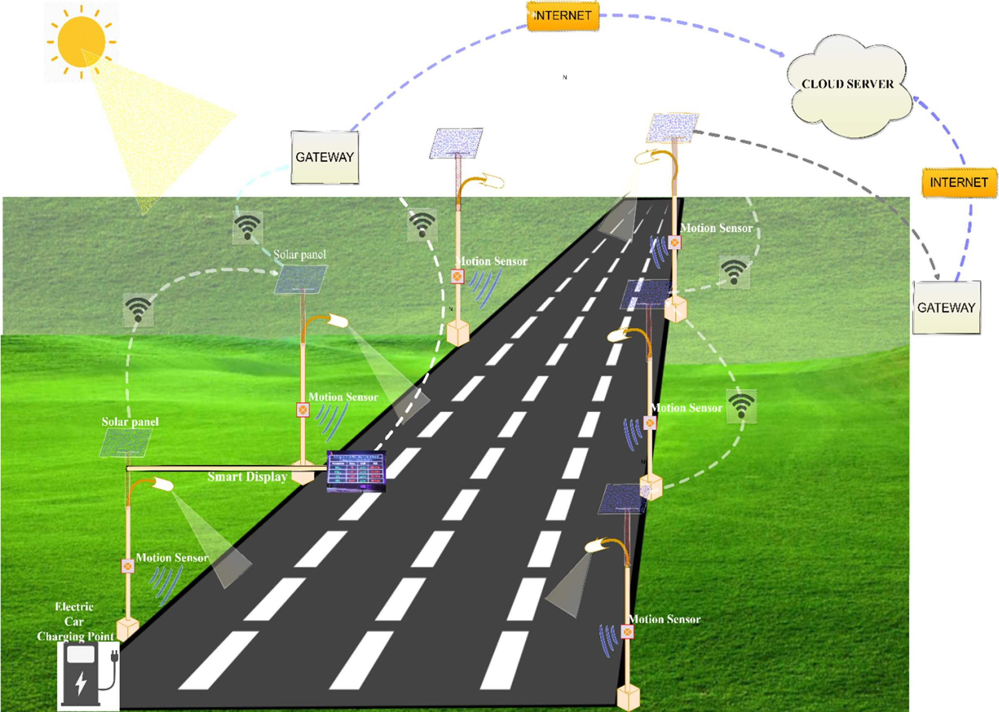 INTERNET
N
CLOUD SERVER
GATEWAY
INTERNET
Motion Sensor
Solar panel
Motion Sensor
N
GATEWAY
Motion Sensor
Motion Sensor
Solar panel
N
Smart Display
Motion Sensor
Electric
Car
Charging Point
N
Motion Sensor